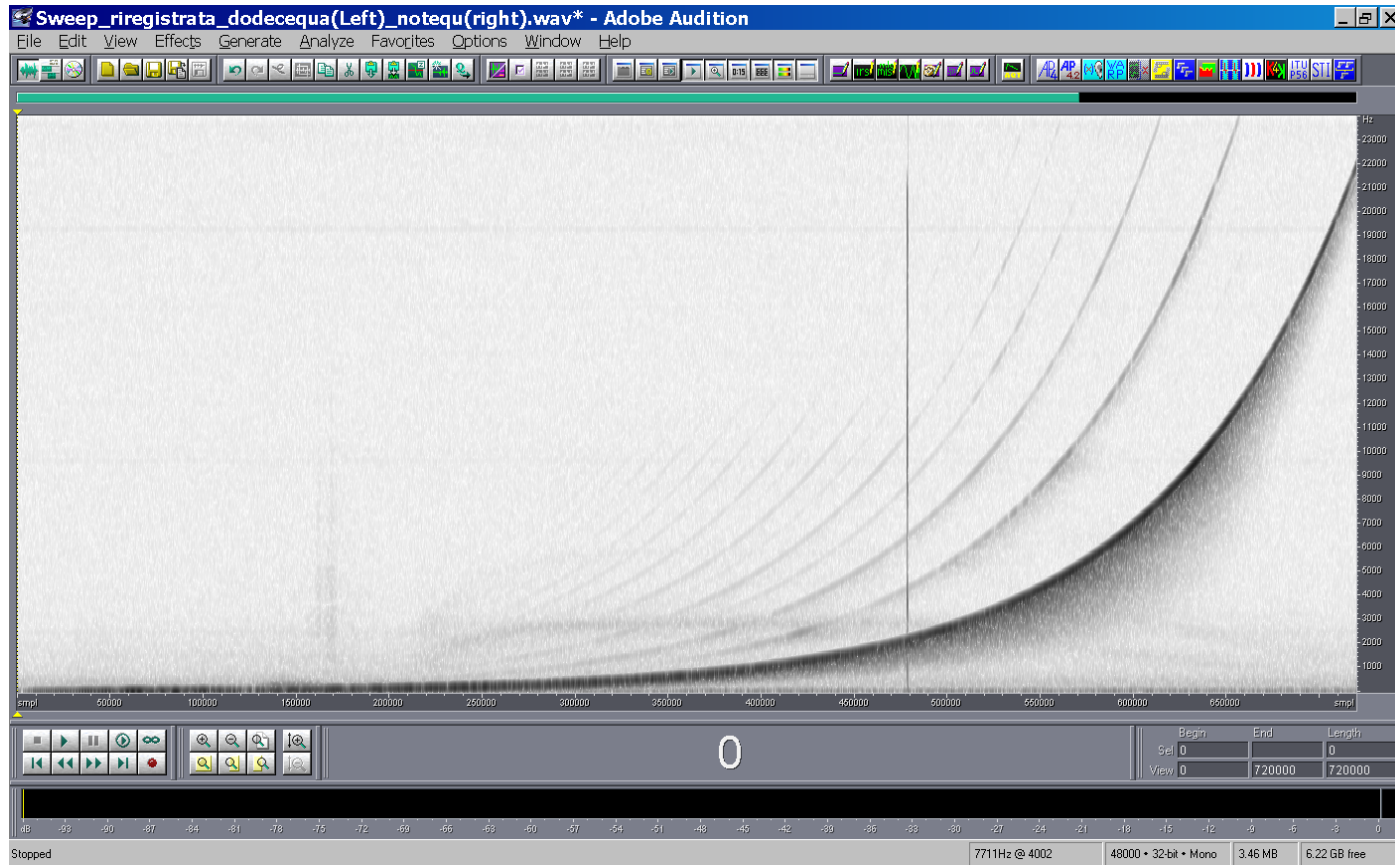 Sweep_riregistrata_dodecequa(Left)_notequ(right).wav* - Adobe Audition
File Edit View Effects Generate Analyze Favorites Options Window Help
Hz
23000
22000
21000
20000
19000
18000
17000
16000
15000
14000
13000
12000
11000
10000
9000
8000
7000
6000
5000
4000
3000
2000
1000
smpl 50000 100000 150000 200000 250000 300000 350000 400000 450000 500000 550000 600000 650000 smpl
0
Begin End Length
Sel 0 0
View 0 720000 720000
dB -93 -90 -87 -84 -81 -78 -75 -72 -69 -66 -63 -60 -57 -54 -51 -48 -45 -42 -39 -36 -33 -30 -27 -24 -21 -18 -15 -12 -9 -6 -3 0
Stopped 7711Hz @ 4002 48000 • 32-bit • Mono 3.46 MB 6.22 GB free